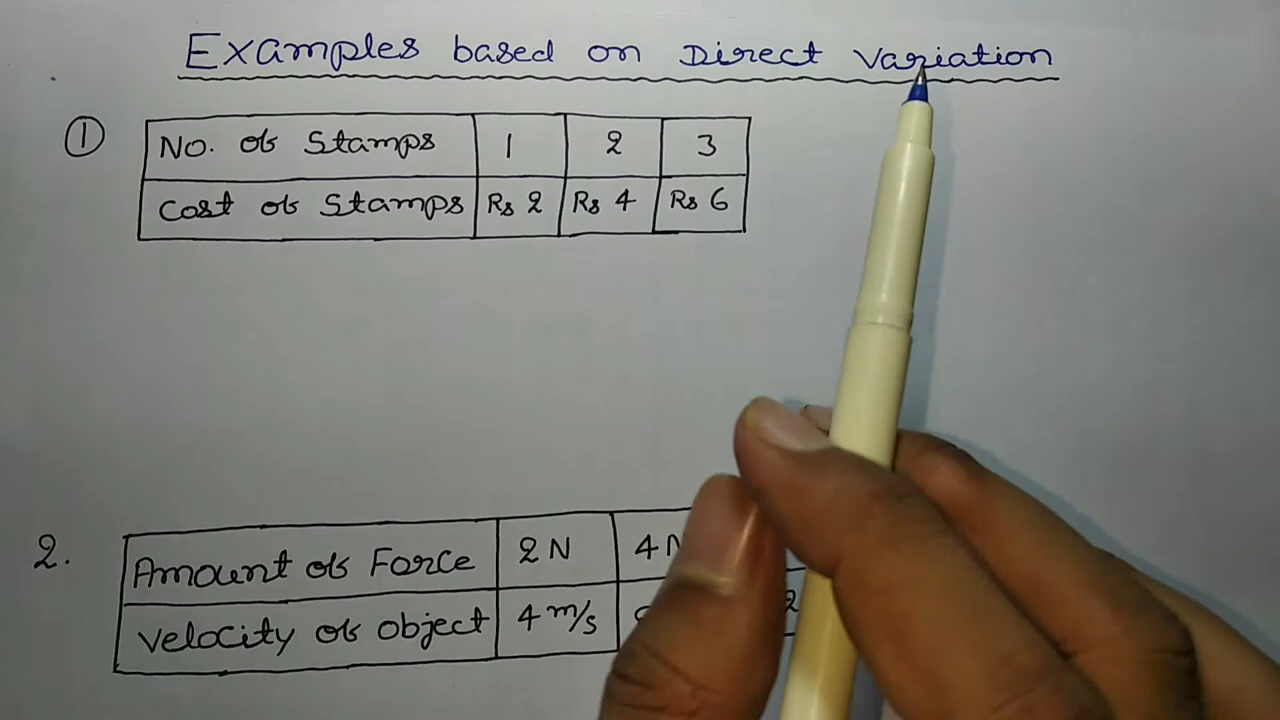 Examples based on Direct Variation
① No. of Stamps 1 2 3
Cost of Stamps Rs 2 Rs 4 Rs 6
2. Amount of Force 2 N 4 N
Velocity of object 4 m/s